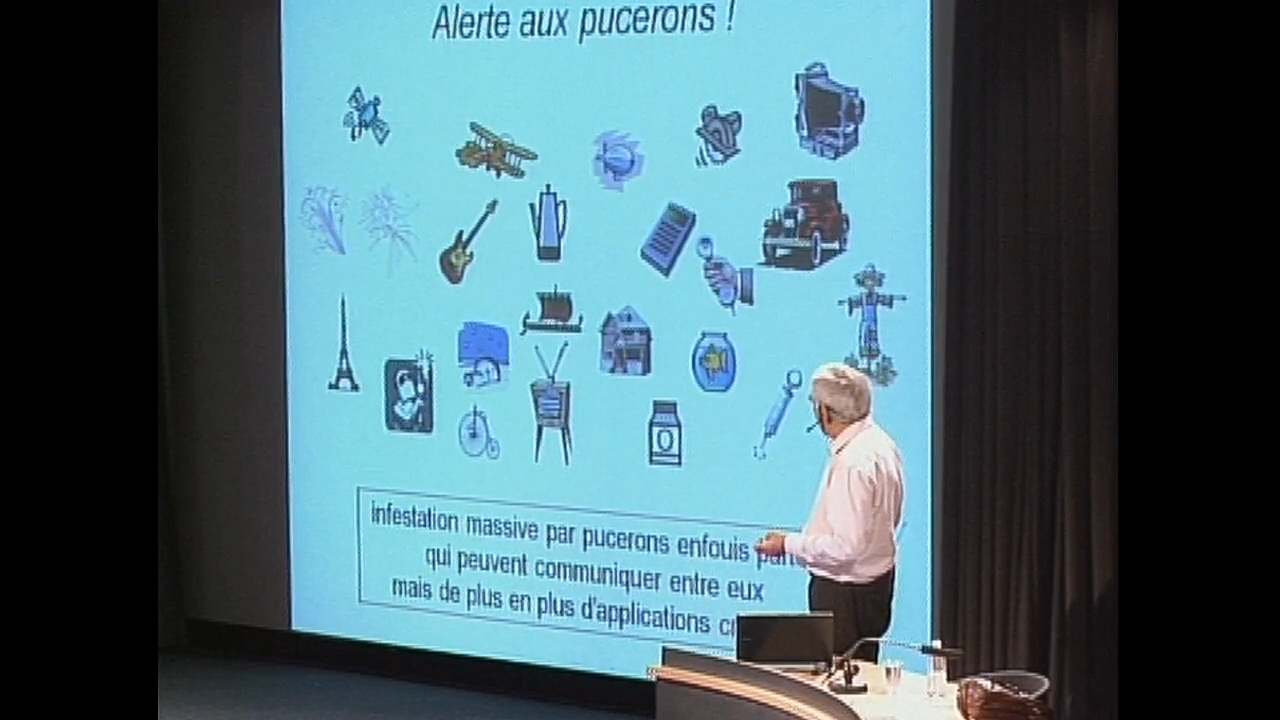 Alerte aux pucerons !
infestation massive par pucerons enfouis
qui peuvent communiquer entre eux
mais de plus en plus d'applications
O